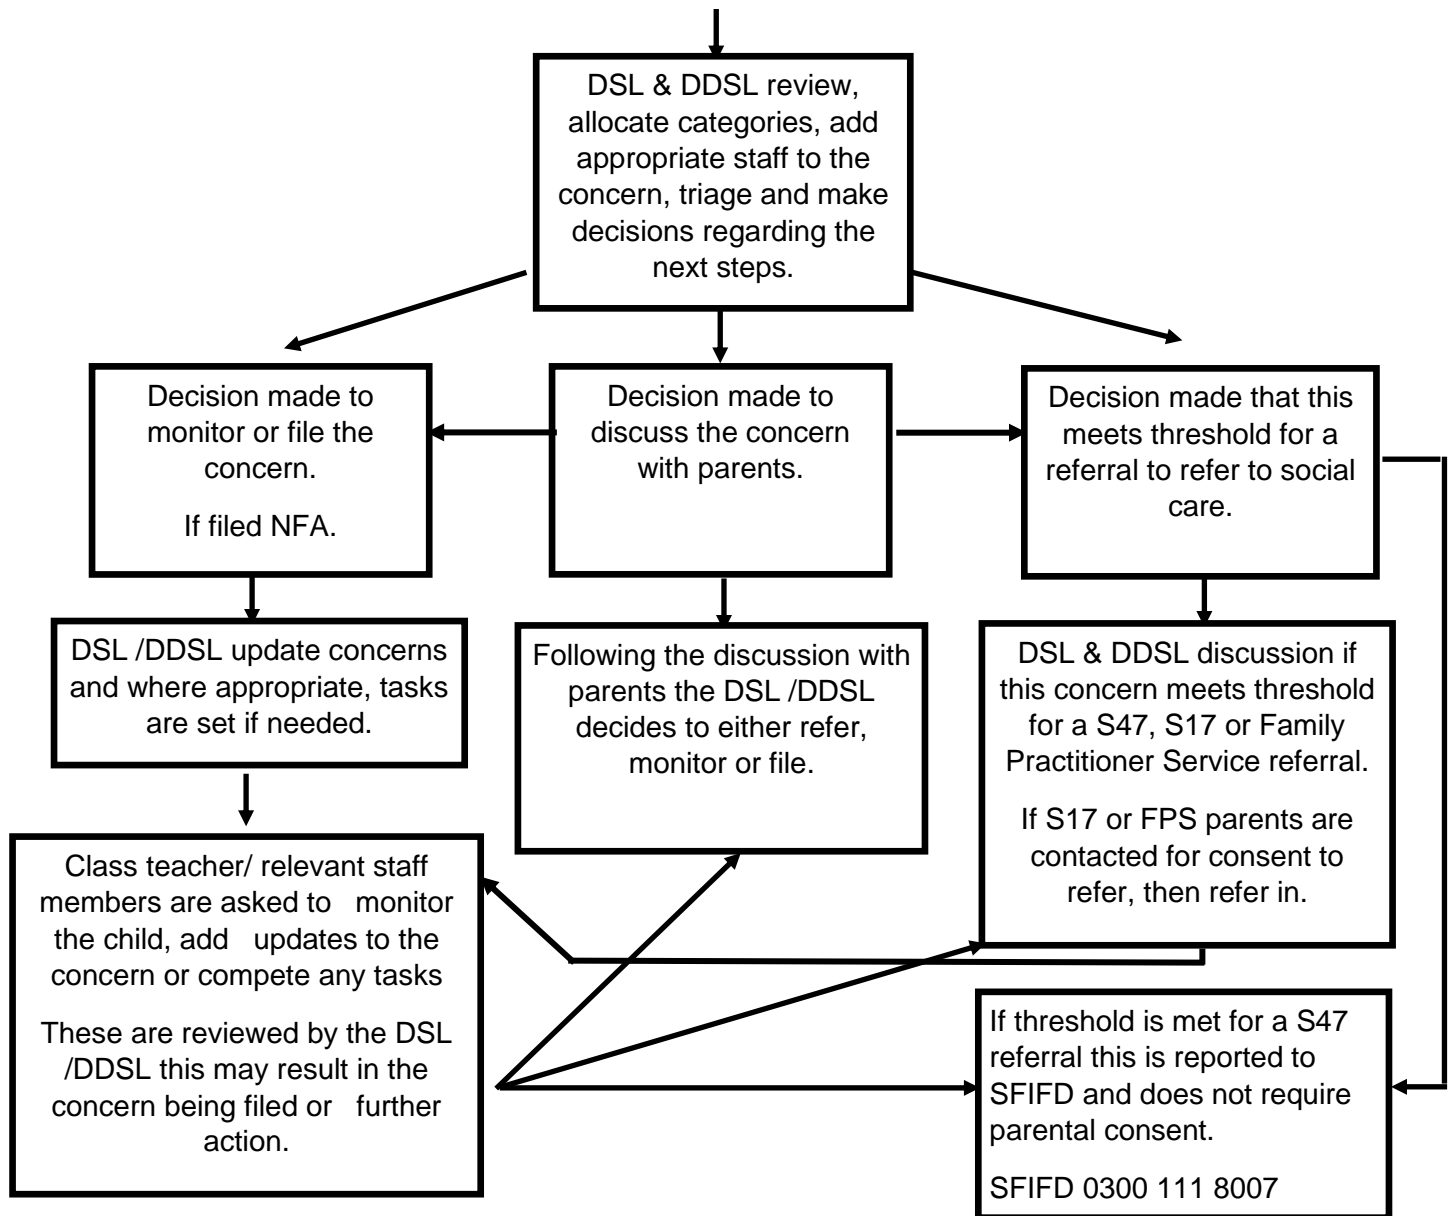 DSL & DDSL review,
allocate categories, add
appropriate staff to the
concern, triage and make
decisions regarding the
next steps.
Decision made to
monitor or file the
concern.
If filed NFA.
Decision made to
discuss the concern
with parents.
Decision made that this
meets threshold for a
referral to refer to social
care.
DSL /DDSL update concerns
and where appropriate, tasks
are set if needed.
Following the discussion with
parents the DSL /DDSL
decides to either refer,
monitor or file.
DSL & DDSL discussion if
this concern meets threshold
for a S47, S17 or Family
Practitioner Service referral.
If S17 or FPS parents are
contacted for consent to
refer, then refer in.
Class teacher/ relevant staff
members are asked to monitor
the child, add updates to the
concern or compete any tasks
These are reviewed by the DSL
/DDSL this may result in the
concern being filed or further
action.
If threshold is met for a S47
referral this is reported to
SFIFD and does not require
parental consent.
SFIFD 0300 111 8007